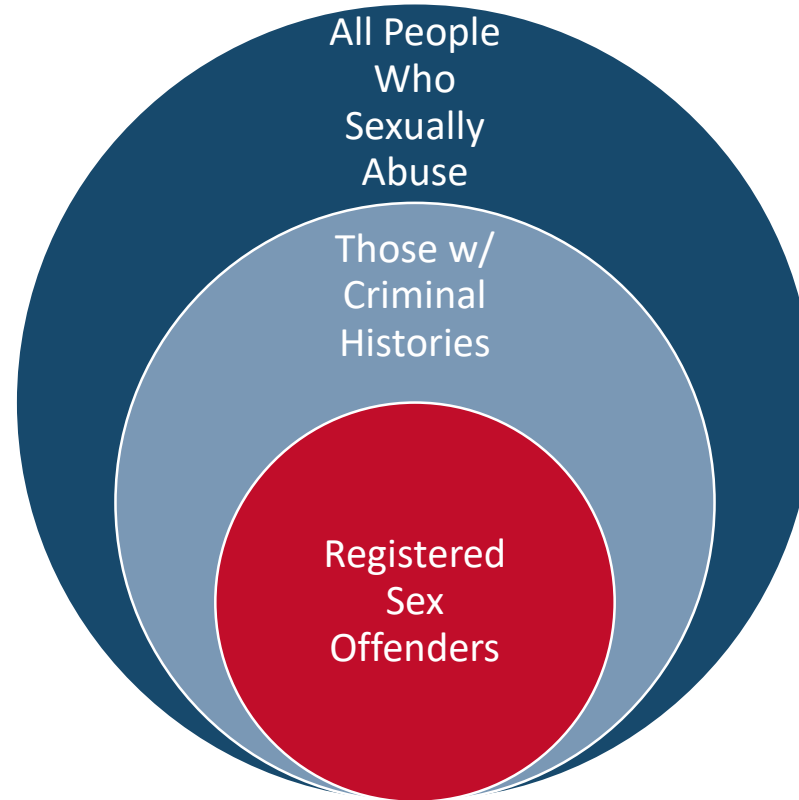 All People
Who
Sexually
Abuse
Those w/
Criminal
Histories
Registered
Sex
Offenders